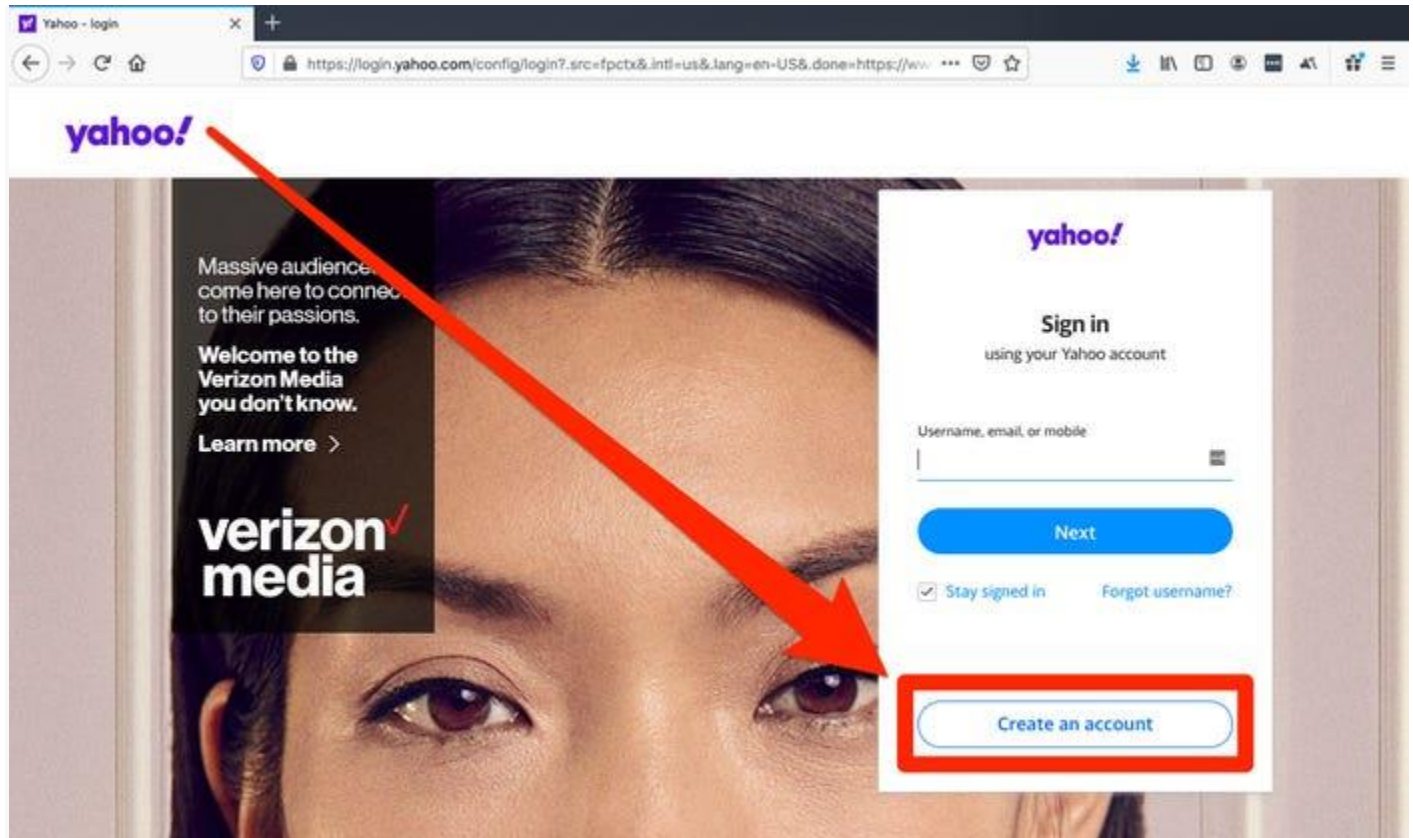 Yahoo - login
https://login.yahoo.com/config/login?.src=fpctx&.intl=us&.lang=en-US&.done=https://ww
yahoo!
Massive audience
come here to connec
to their passions.
Welcome to the
Verizon Media
you don't know.
Learn more >
verizon
media
yahoo!
Sign in
using your Yahoo account
Username, email, or mobile
Next
Stay signed in Forgot username?
Create an account